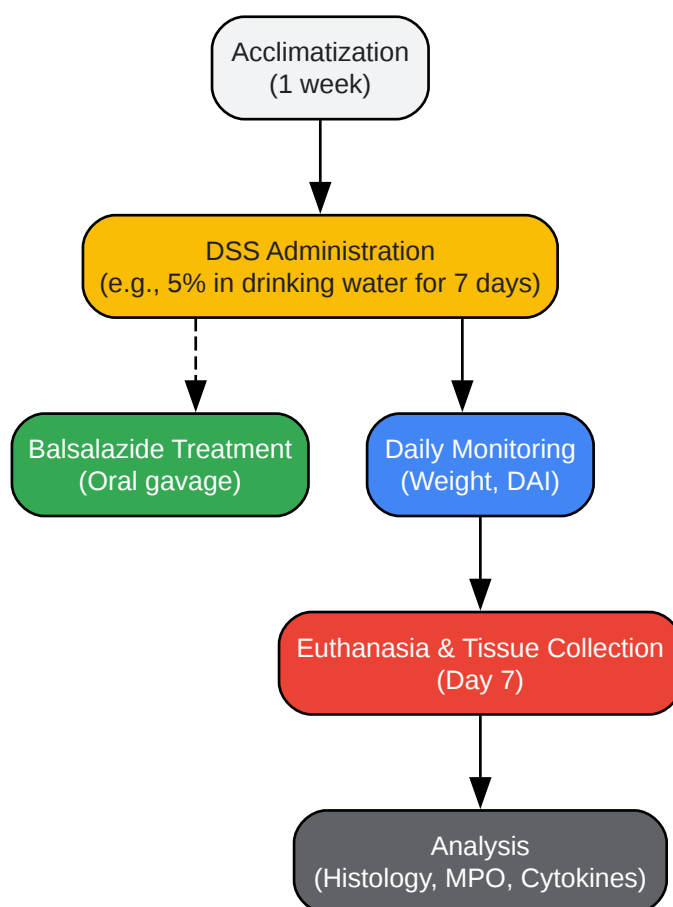 Acclimatization
(1 week)
DSS Administration
(e.g., 5% in drinking water for 7 days)
Balsalazide Treatment
(Oral gavage)
Daily Monitoring
(Weight, DAI)
Euthanasia & Tissue Collection
(Day 7)
Analysis
(Histology, MPO, Cytokines)